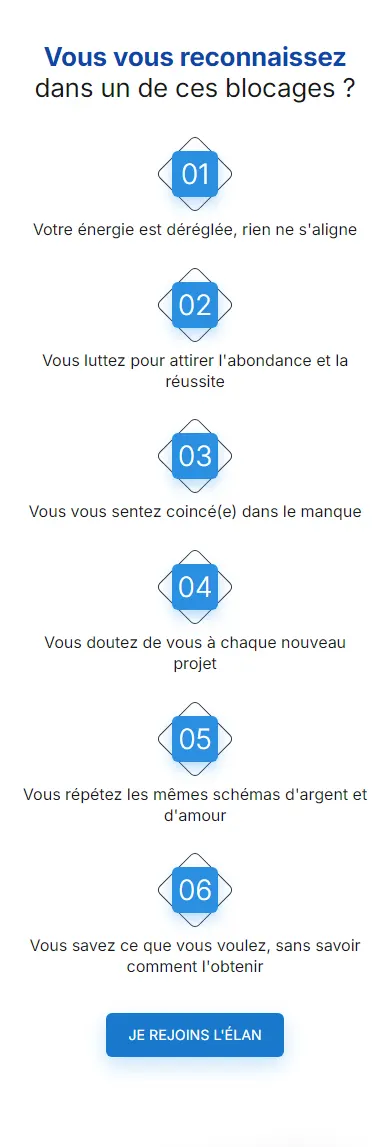 Vous vous reconnaissez
dans un de ces blocages ?
01
Votre énergie est déréglée, rien ne s'aligne
02
Vous luttez pour attirer l'abondance et la
réussite
03
Vous vous sentez coincé(e) dans le manque
04
Vous doutez de vous à chaque nouveau
projet
05
Vous répétez les mêmes schémas d'argent et
d'amour
06
Vous savez ce que vous voulez, sans savoir
comment l'obtenir
JE REJOINS L'ÉLAN